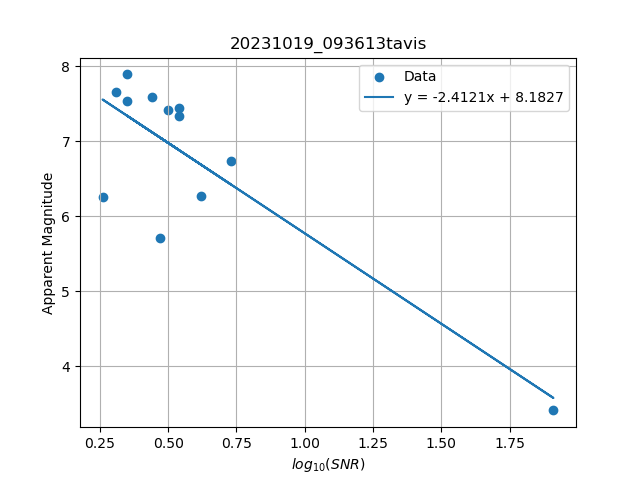 20231019_093613tavis
Data
y = -2.4121x + 8.1827
Apparent Magnitude
8
7
6
5
4
0.25 0.50 0.75 1.00 1.25 1.50 1.75
log₁₀(SNR)